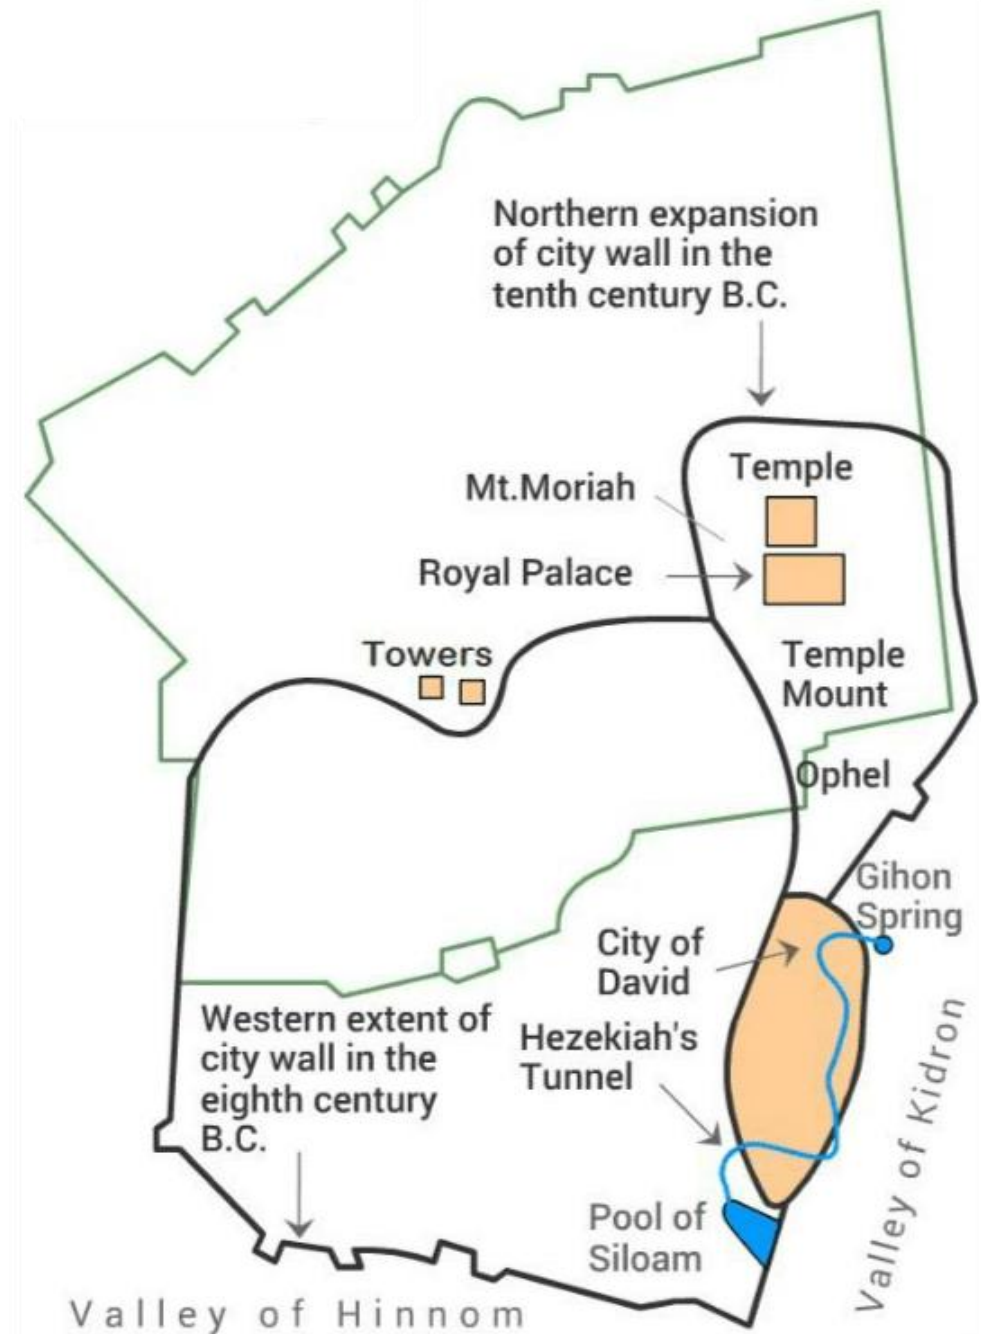 Northern expansion
of city wall in the
tenth century B.C.
Temple
Mt.Moriah
Royal Palace
Towers
Temple
Mount
Ophel
Gihon
Spring
City of
David
Western extent of
city wall in the
eighth century
B.C.
Hezekiah's
Tunnel
Valley of Kidron
Pool of
Siloam
Valley of Hinnom